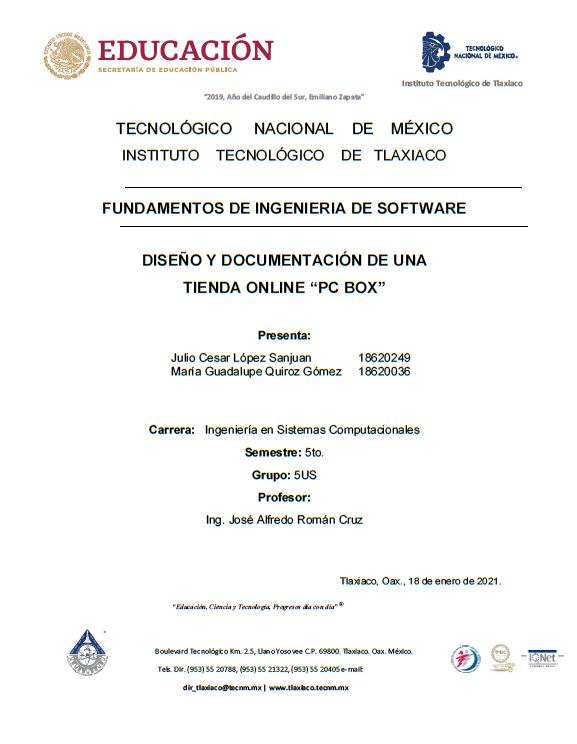 EDUCACIÓN
SECRETARÍA DE EDUCACIÓN PÚBLICA
TECNOLÓGICO
NACIONAL DE MÉXICO
Instituto Tecnológico de Tlaxiaco
"2019, Año del Caudillo del Sur, Emiliano Zapata"
TECNOLÓGICO NACIONAL DE MÉXICO
INSTITUTO TECNOLÓGICO DE TLAXIACO
FUNDAMENTOS DE INGENIERIA DE SOFTWARE
DISEÑO Y DOCUMENTACIÓN DE UNA
TIENDA ONLINE “PC BOX”
Presenta:
Julio Cesar López Sanjuan 18620249
María Guadalupe Quiroz Gómez 18620036
Carrera: Ingeniería en Sistemas Computacionales
Semestre: 5to.
Grupo: 5US
Profesor:
Ing. José Alfredo Román Cruz
Tlaxiaco, Oax., 18 de enero de 2021.
"Educación, Ciencia y Tecnología, Progresos día con día" ®
Boulevard Tecnológico Km. 2.5, Llano Yosovee C.P. 69800. Tlaxiaco. Oax. México.
Tels. Dir. (953) 55 20788, (953) 55 21322, (953) 55 20405 e-mail:
dir_tlaxiaco@tecnm.mx | www.tlaxiaco.tecnm.mx
IQNet